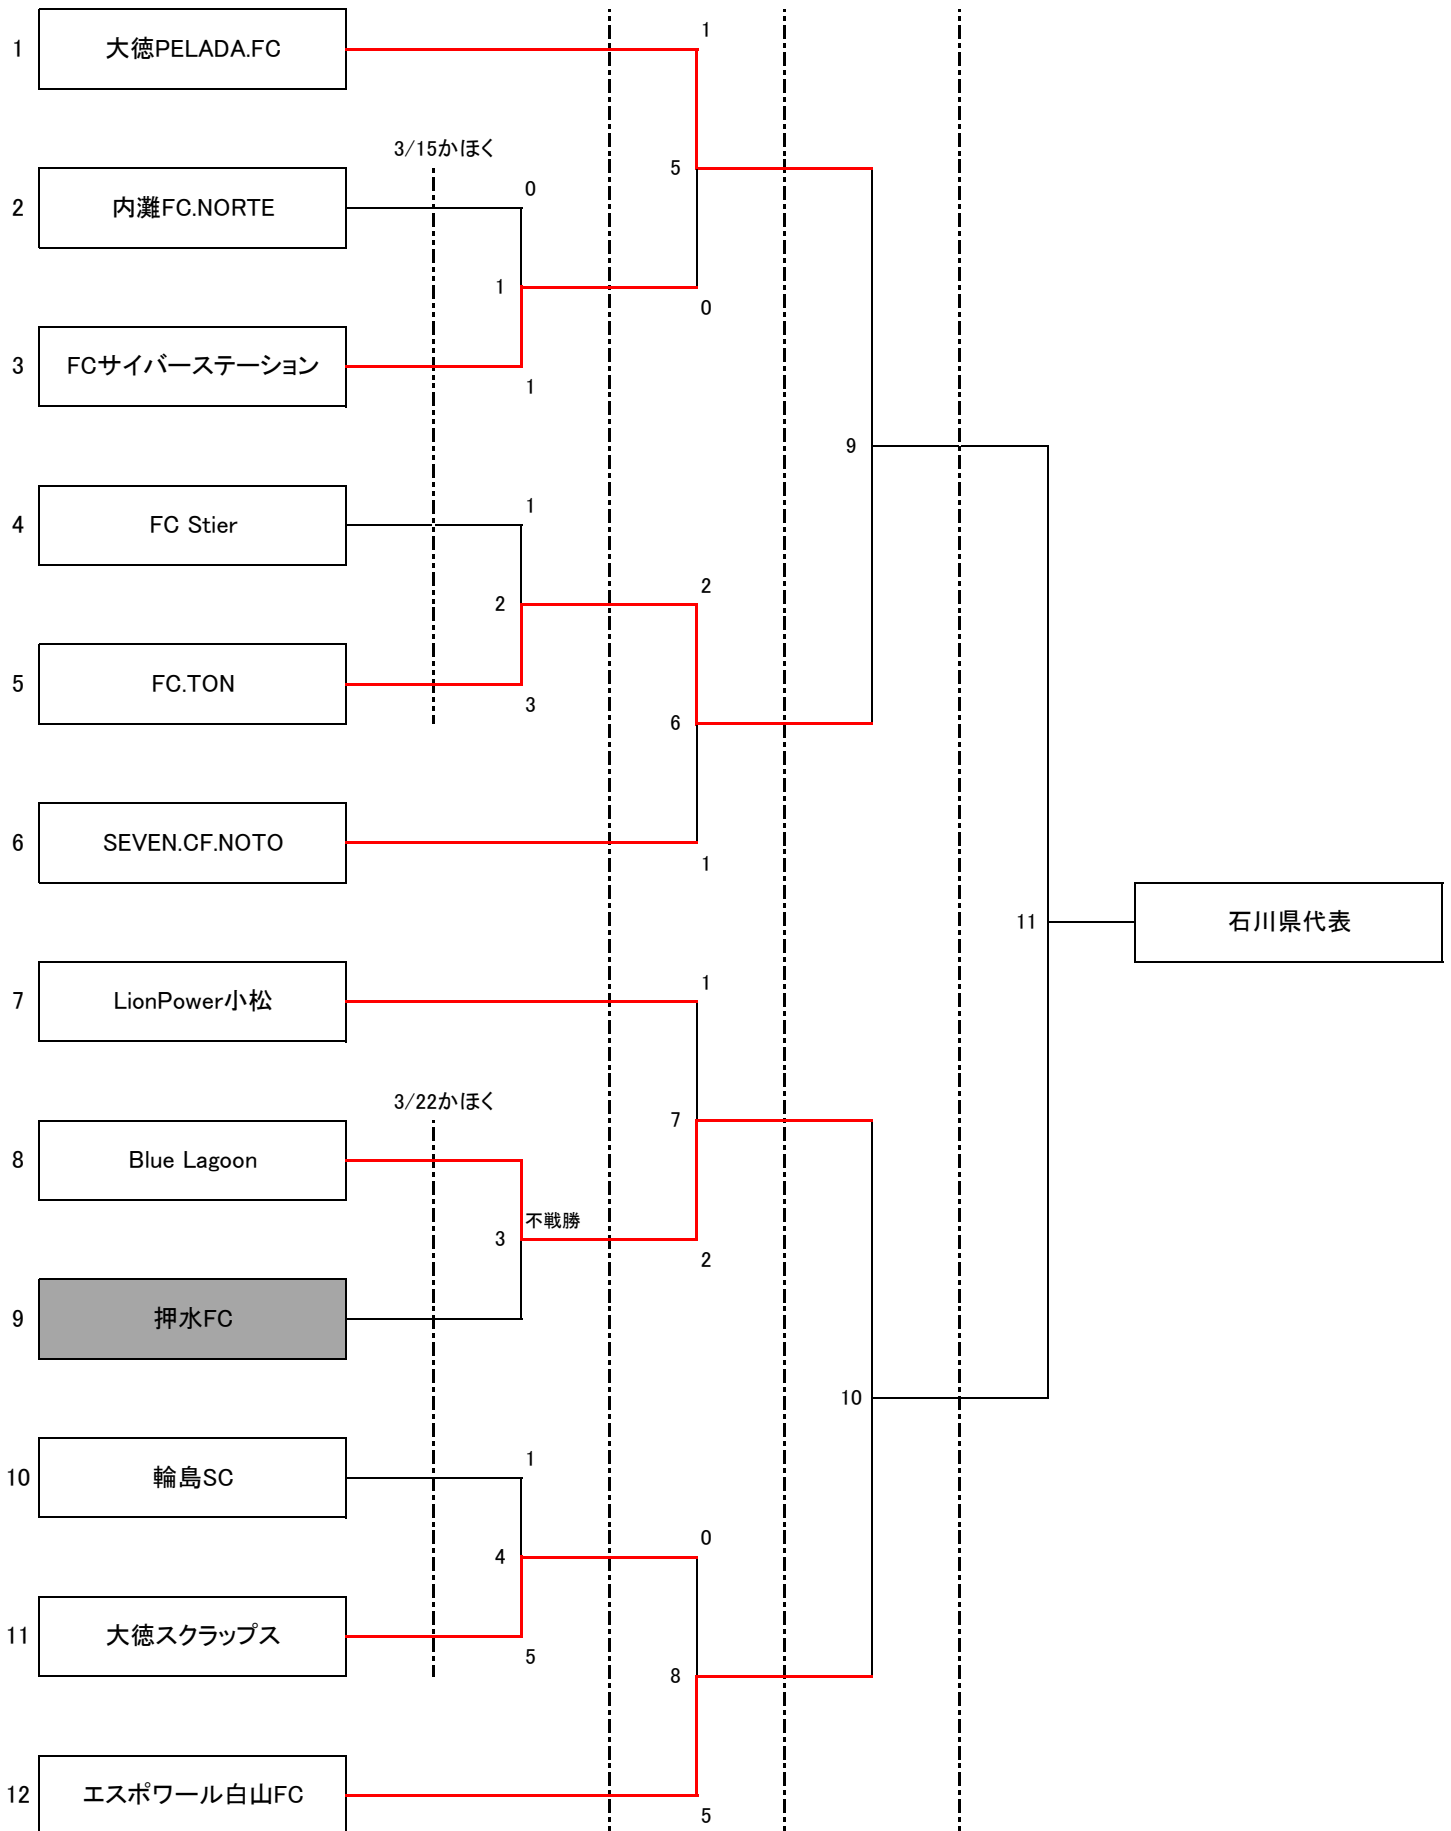 1
1 大徳PELADA.FC
3/15かほく 5
0
2 内灘FC.NORTE
1
0
3 FCサイバーステーション
1
9
1
4 FC Stier
2
2
5 FC.TON
3
6
6 SEVEN.CF.NOTO
1
11 石川県代表
1
7 LionPower小松
3/22かほく
7
8 Blue Lagoon
不戦勝
3
2
9 押水FC
10
1
10 輪島SC
0
4
11 大徳スクラップス
5
8
12 エスポワール白山FC
5